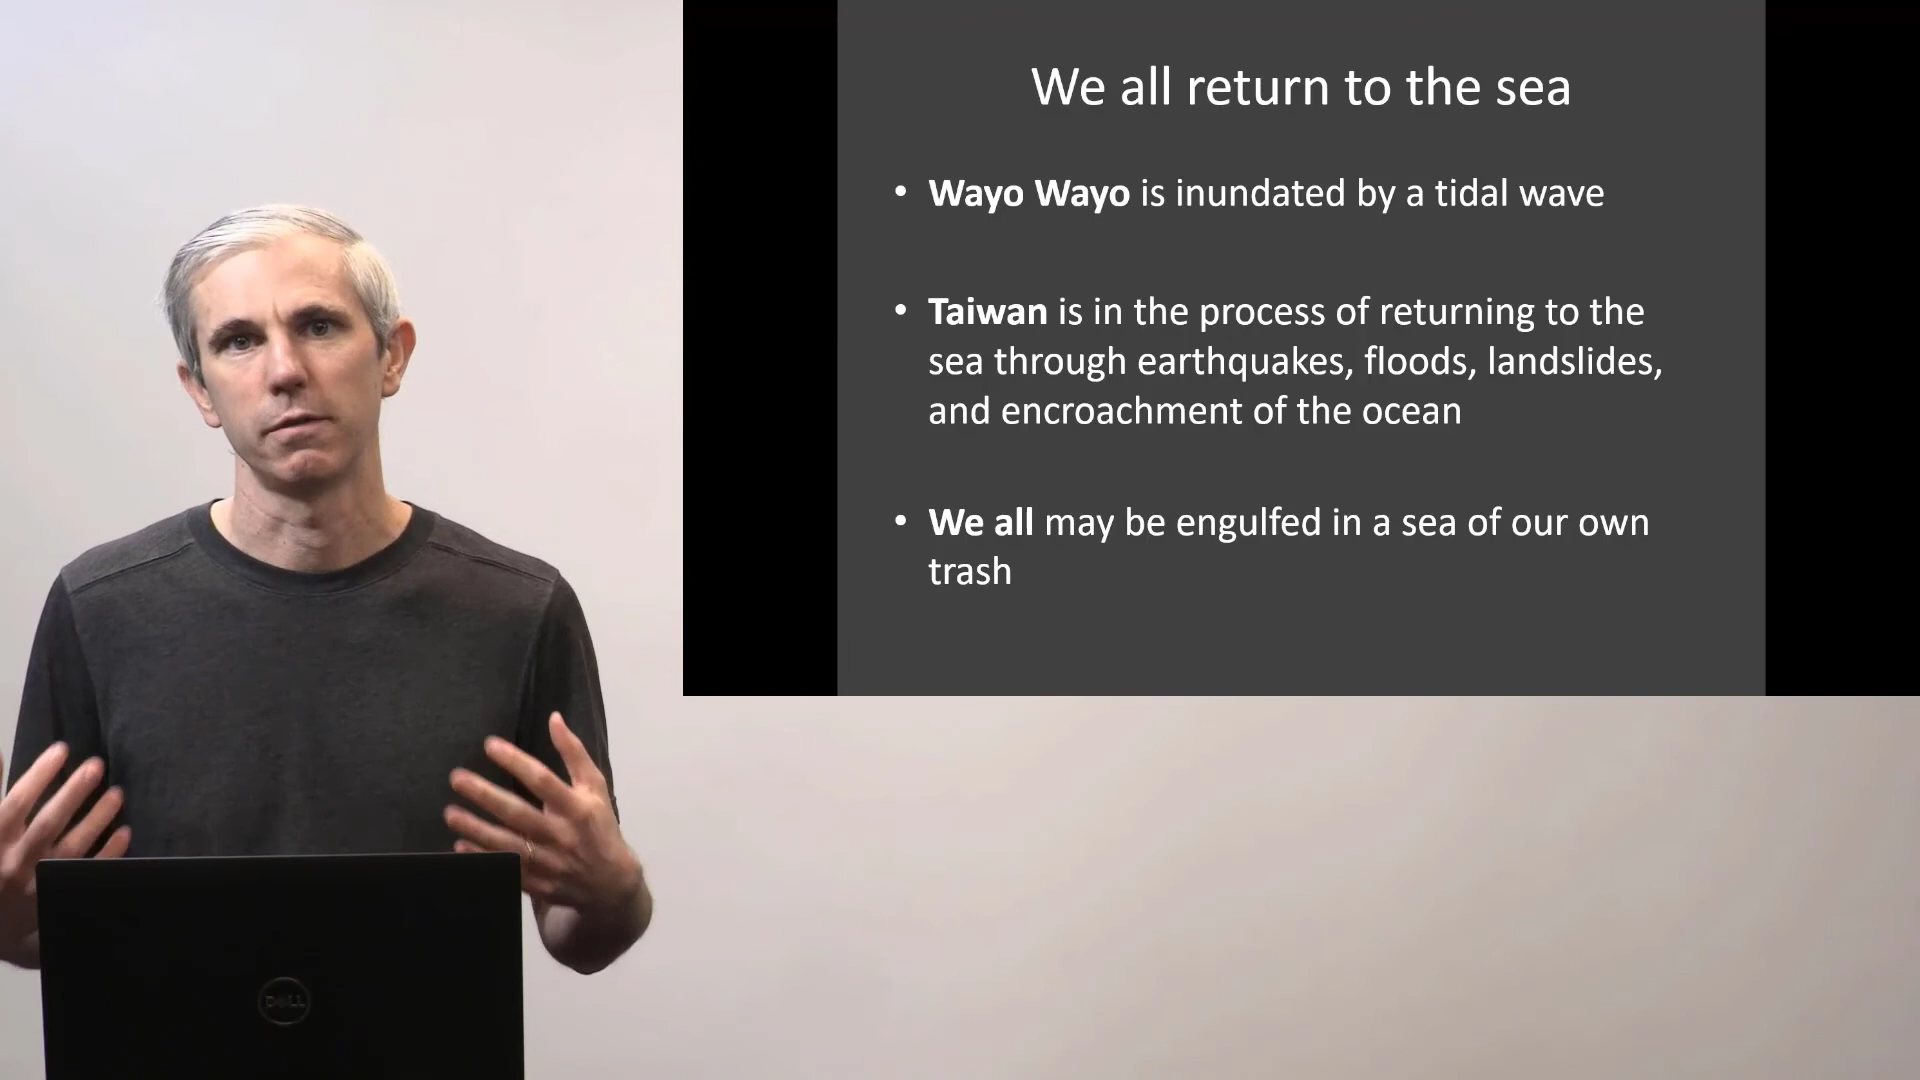 We all return to the sea
• Wayo Wayo is inundated by a tidal wave
• Taiwan is in the process of returning to the
sea through earthquakes, floods, landslides,
and encroachment of the ocean
• We all may be engulfed in a sea of our own
trash
DELL